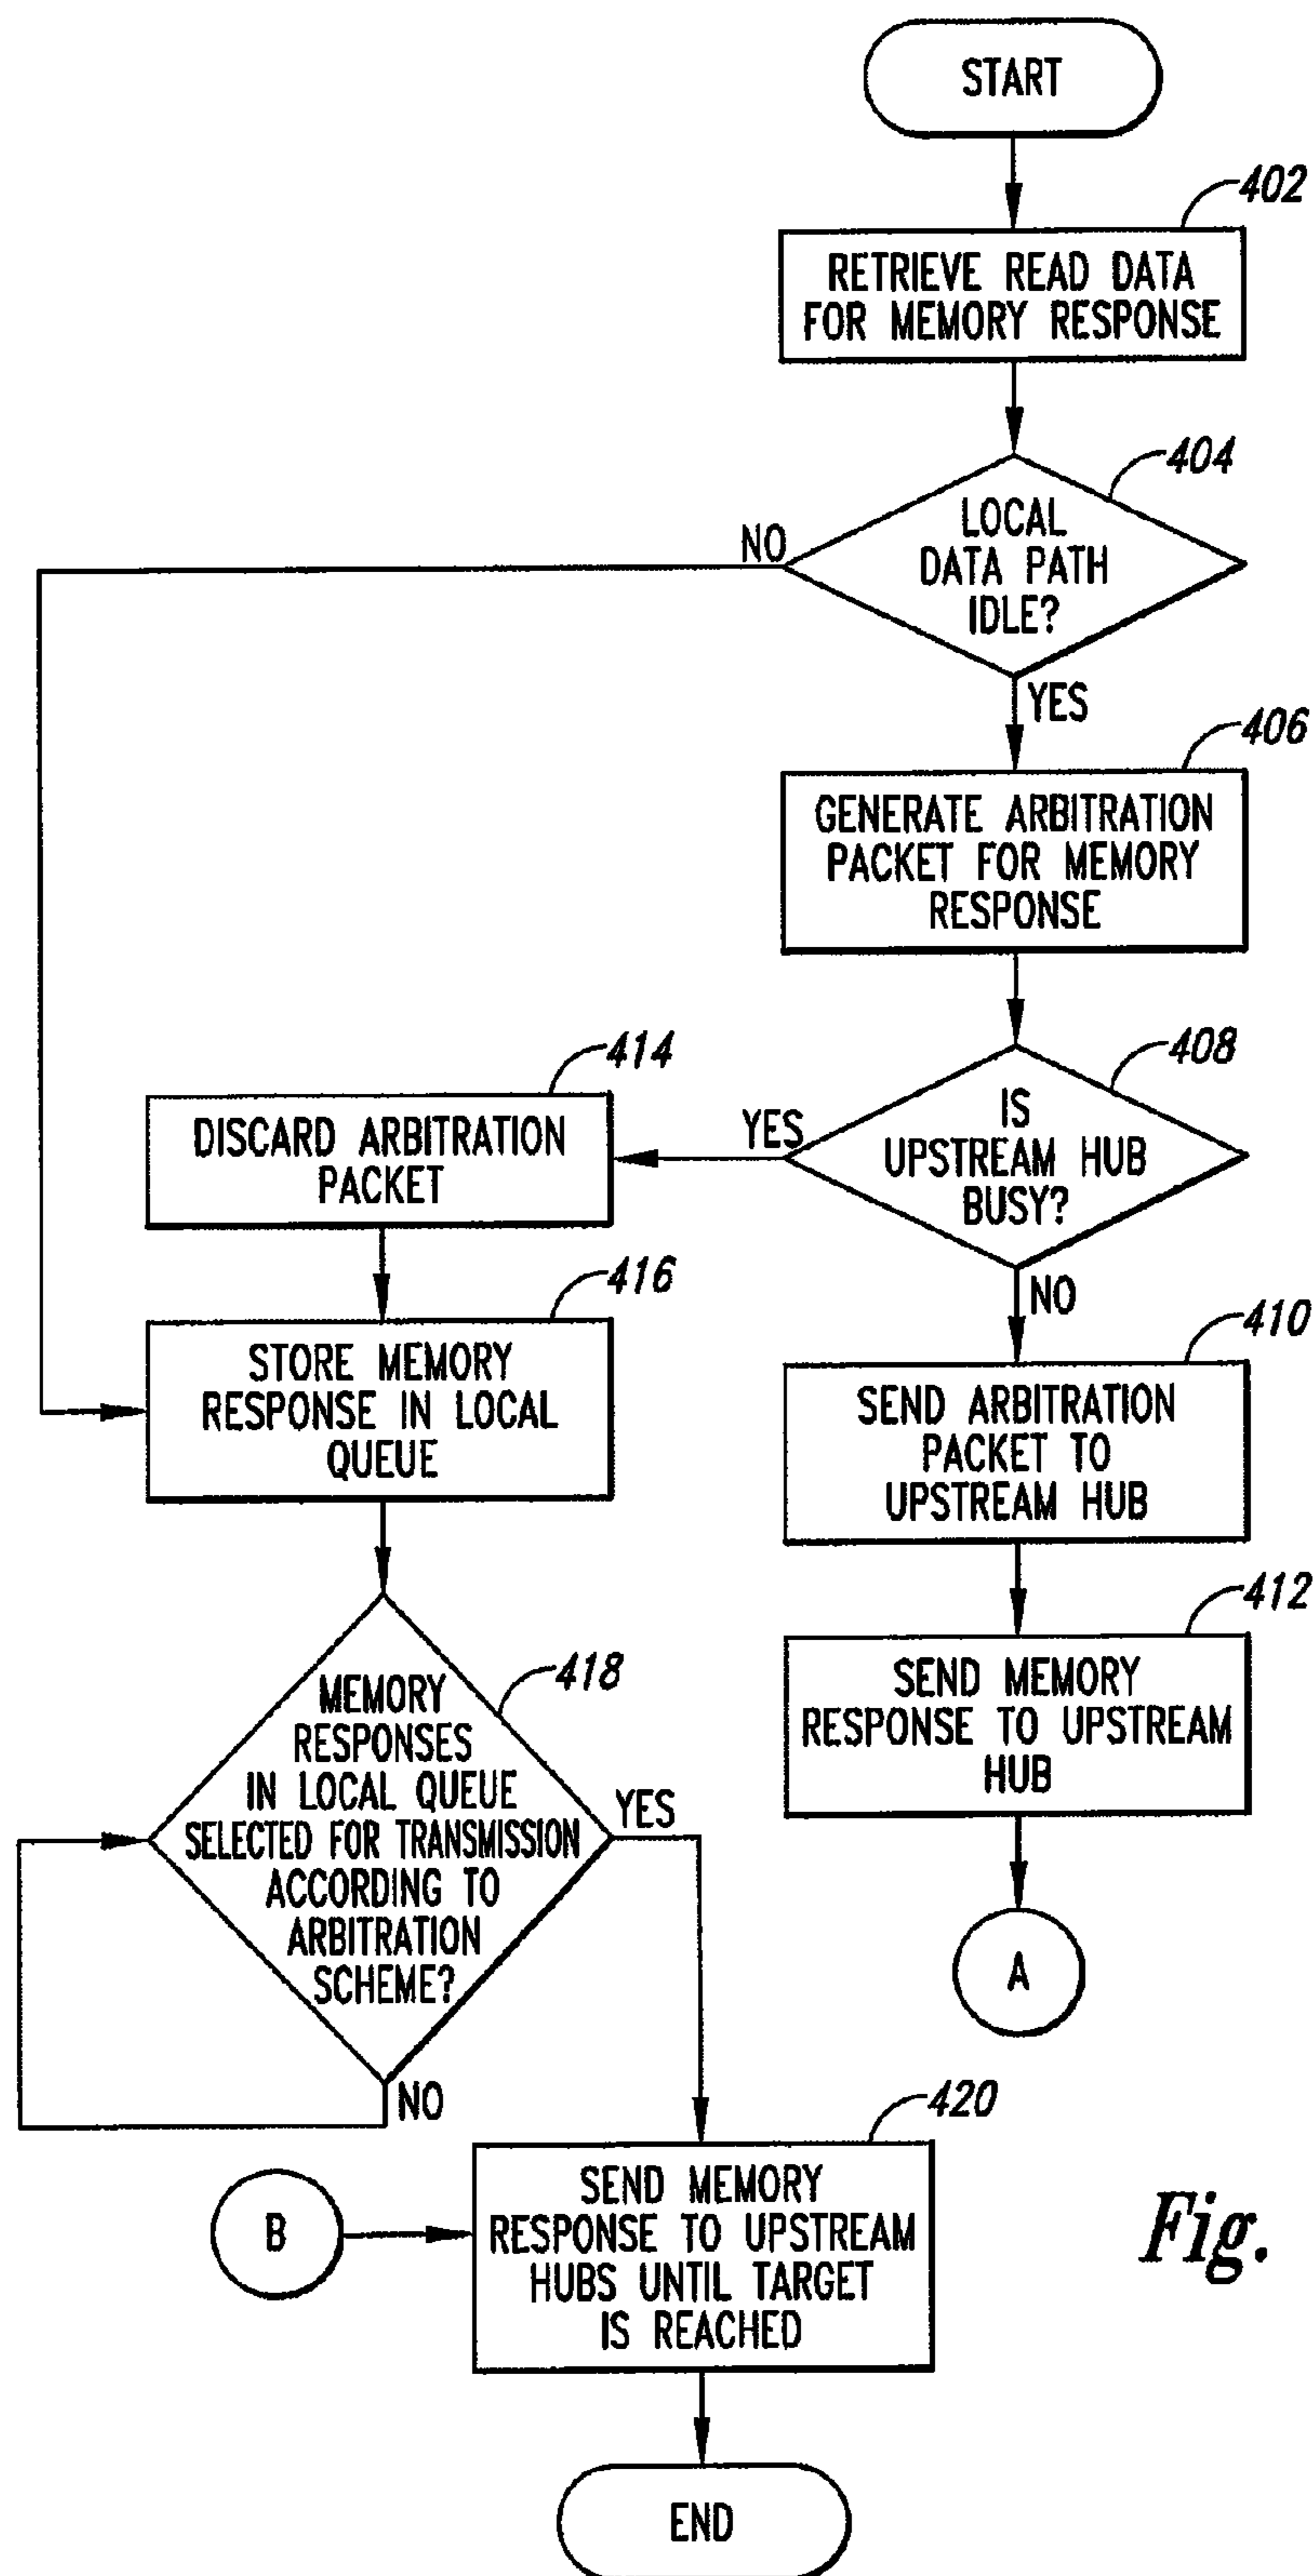 START
402
RETRIEVE READ DATA
FOR MEMORY RESPONSE
404
LOCAL
DATA PATH
IDLE?
NO
YES
406
GENERATE ARBITRATION
PACKET FOR MEMORY
RESPONSE
408
IS
UPSTREAM HUB
BUSY?
YES
NO
414
DISCARD ARBITRATION
PACKET
416
STORE MEMORY
RESPONSE IN LOCAL
QUEUE
410
SEND ARBITRATION
PACKET TO
UPSTREAM HUB
412
SEND MEMORY
RESPONSE TO UPSTREAM
HUB
A
418
MEMORY
RESPONSES
IN LOCAL QUEUE
SELECTED FOR TRANSMISSION
ACCORDING TO
ARBITRATION
SCHEME?
YES
NO
420
SEND MEMORY
RESPONSE TO UPSTREAM
HUBS UNTIL TARGET
IS REACHED
B
END
Fig.